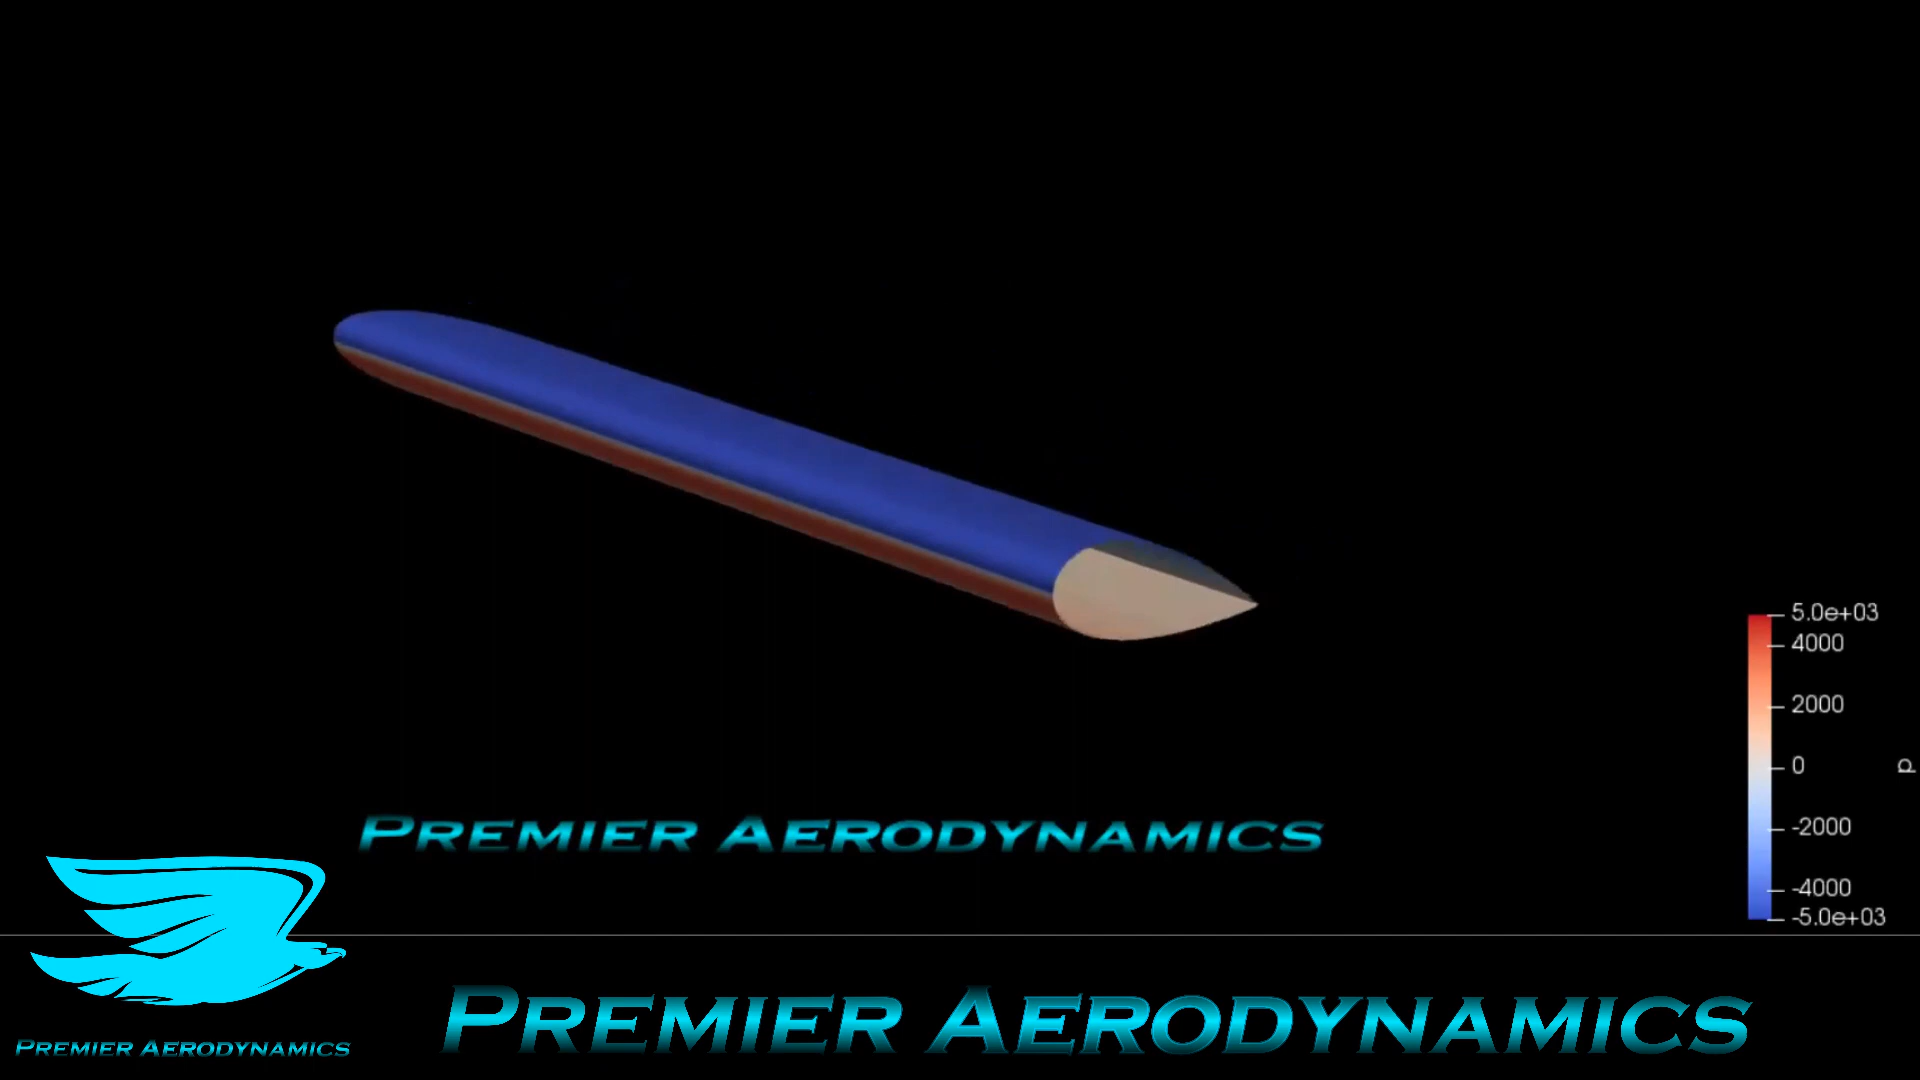 5.0e+03
4000
2000
0
-2000
-4000
-5.0e+03
p
PREMIER AERODYNAMICS
PREMIER AERODYNAMICS
PREMIER AERODYNAMICS